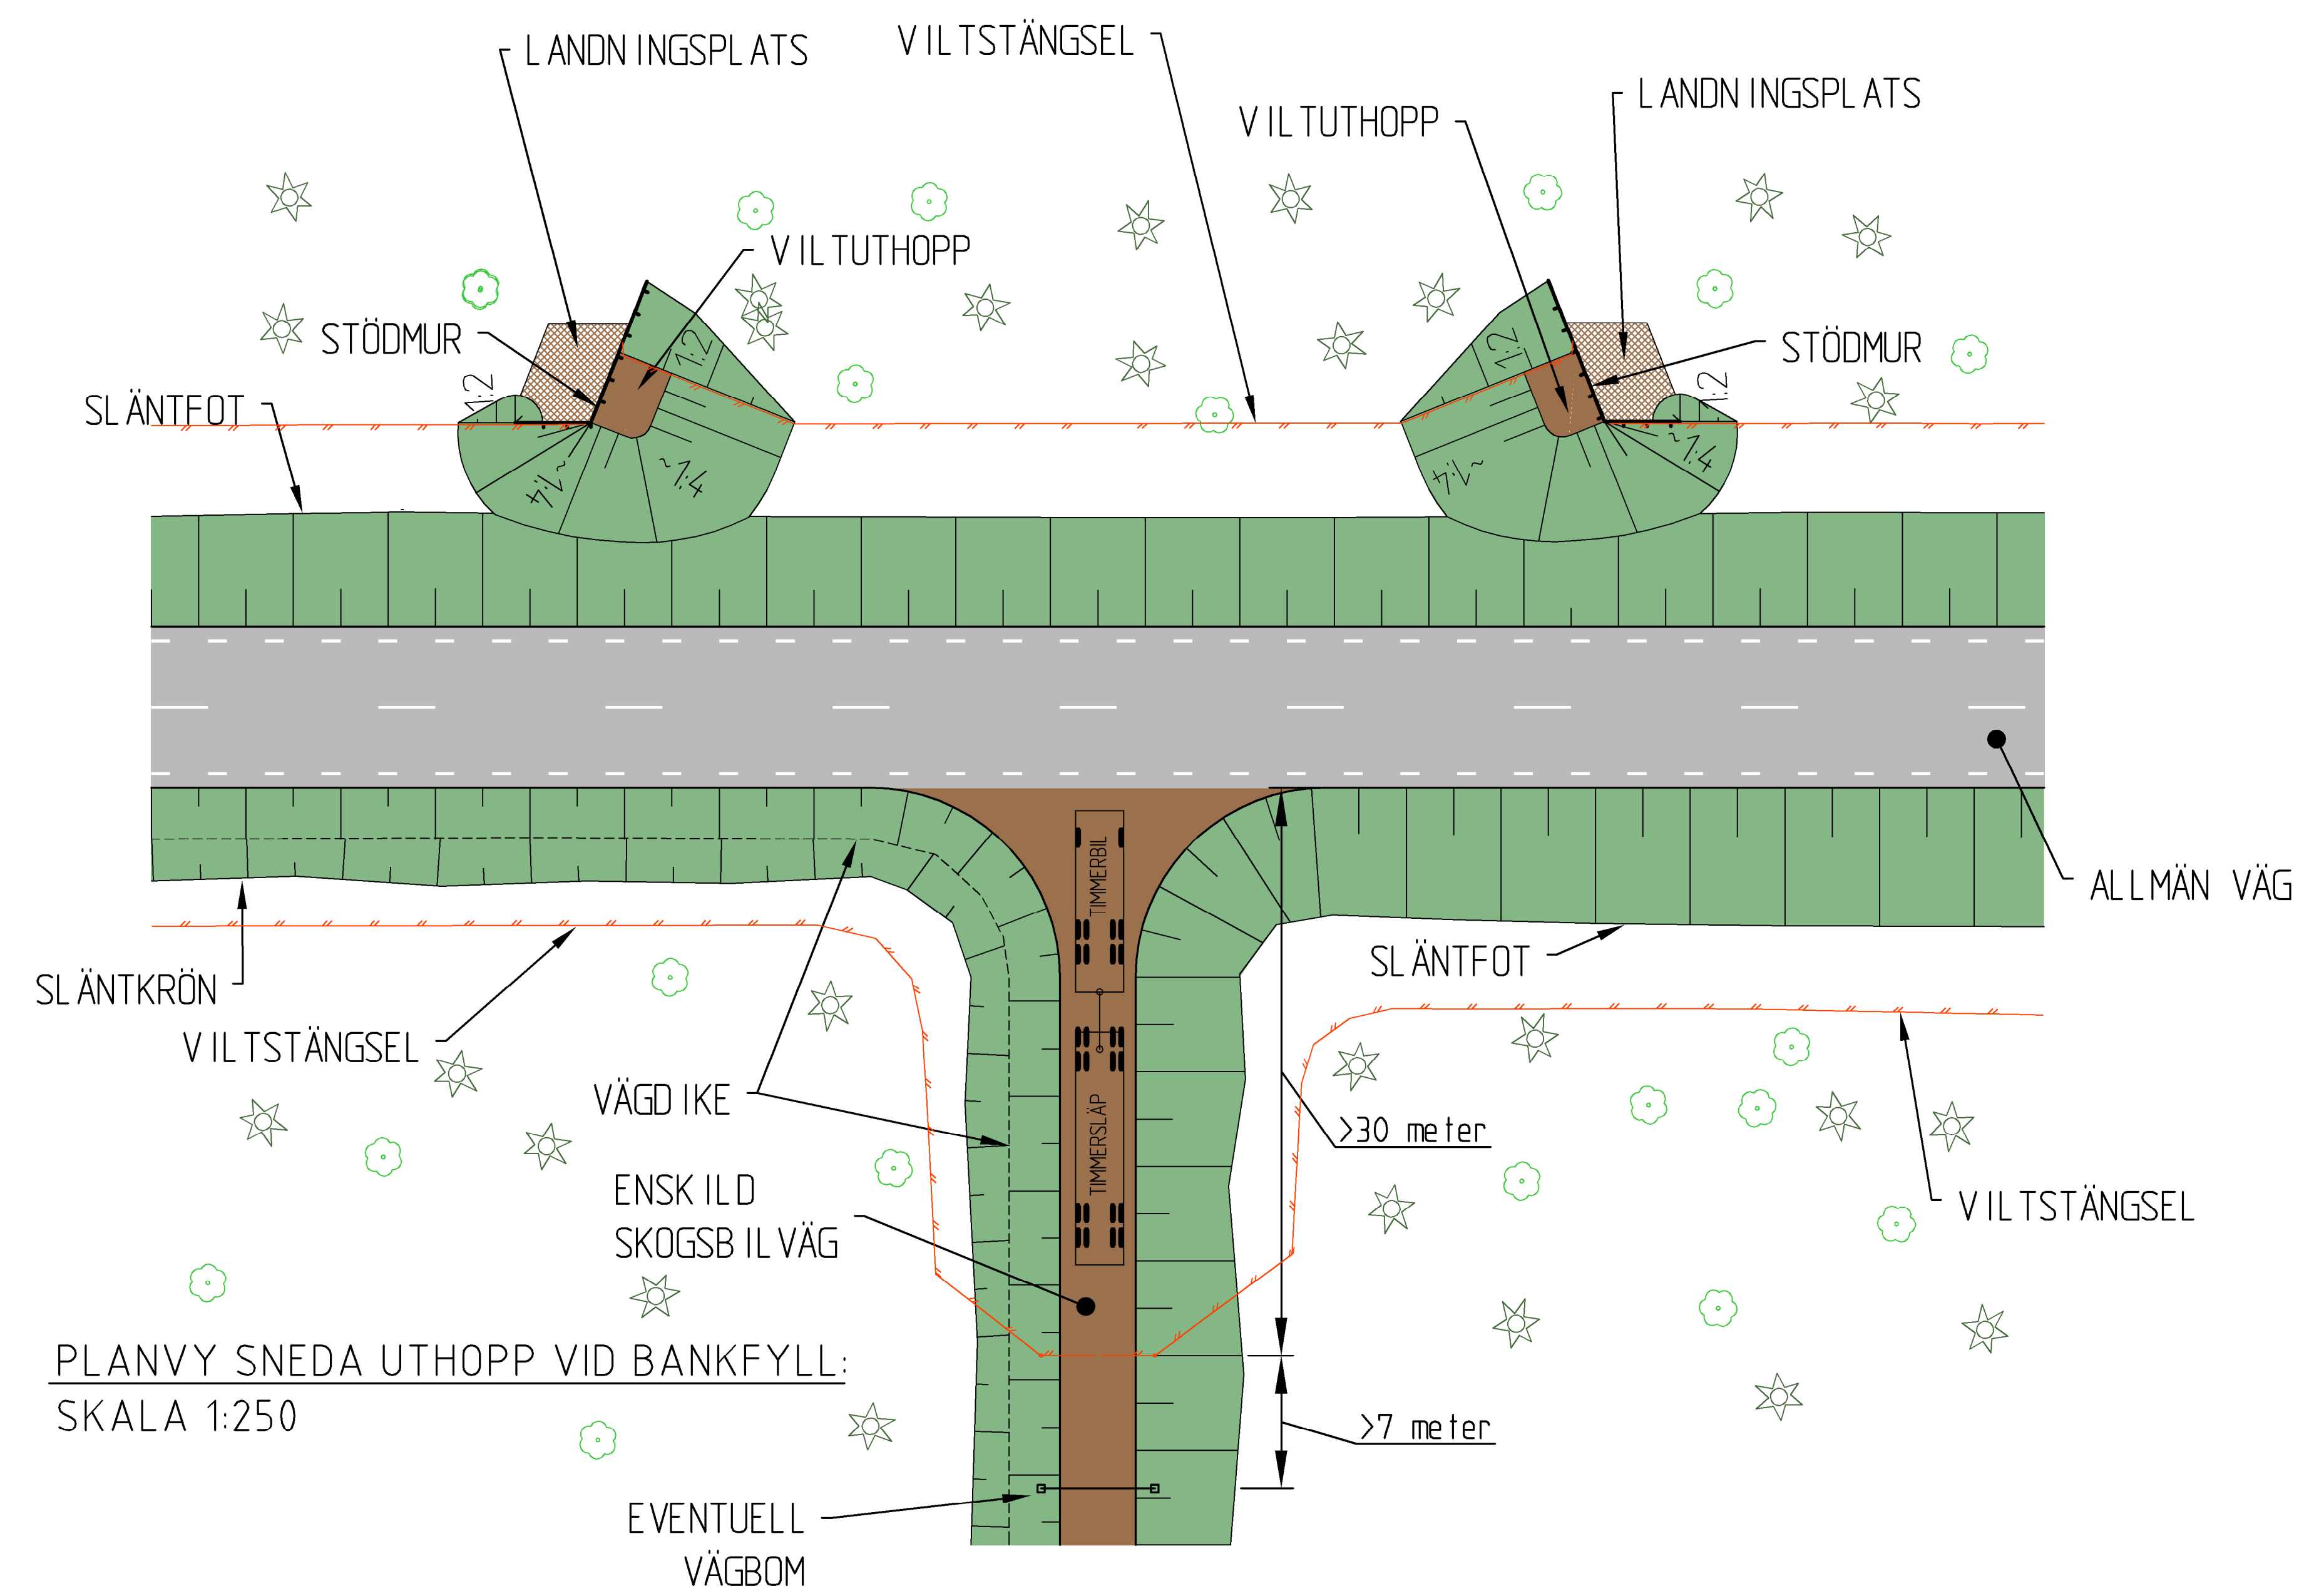 LANDNINGSPLATS
VILTSTÄNGSEL
LANDNINGSPLATS
VILTUTHOPP
VILTUTHOPP
STÖDMUR
STÖDMUR
1:2
1:2
1:2
1:2
SLÄNTFOT
~1:4
~1:4
~1:4
~1:4
TIMMERBIL
ALLMÄN VÄG
SLÄNTFOT
SLÄNTKRÖN
VILTSTÄNGSEL
VÄGDIKE
TIMMERSLÄP
>30 meter
ENSKILD
SKOGSBILVÄG
VILTSTÄNGSEL
PLANVY SNEDA UTHOPP VID BANKFYLL:
SKALA 1:250
>7 meter
EVENTUELL
VÄGBOM